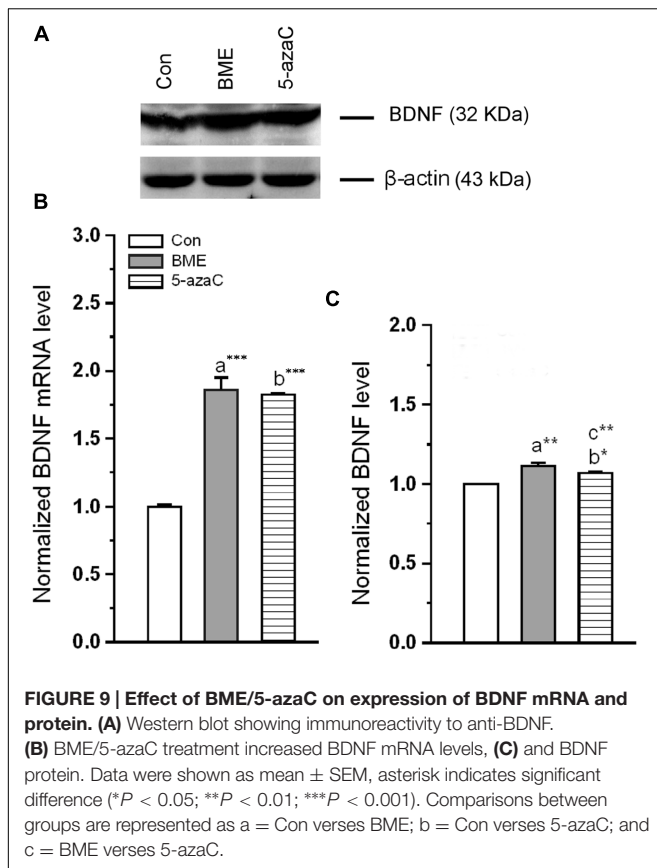 A
Con
BME
5-azaC
BDNF (32 KDa)
β-actin (43 kDa)
B
Normalized BDNF mRNA level
3.0
2.5
2.0
1.5
1.0
0.5
0.0
Con
BME
5-azaC
a***
b***
C
Normalized BDNF level
2.0
1.5
1.0
0.5
0.0
a**
c**
b*
FIGURE 9 | Effect of BME/5-azaC on expression of BDNF mRNA and
protein. (A) Western blot showing immunoreactivity to anti-BDNF.
(B) BME/5-azaC treatment increased BDNF mRNA levels, (C) and BDNF
protein. Data were shown as mean ± SEM, asterisk indicates significant
difference (*P < 0.05; **P < 0.01; ***P < 0.001). Comparisons between
groups are represented as a = Con verses BME; b = Con verses 5-azaC; and
c = BME verses 5-azaC.